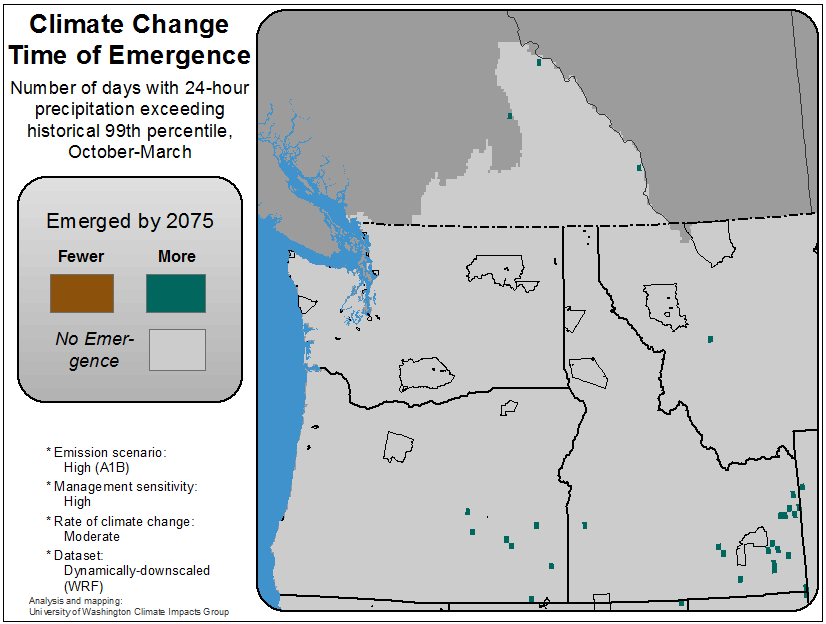 Climate Change
Time of Emergence
Number of days with 24-hour
precipitation exceeding
historical 99th percentile,
October-March
Emerged by 2075
Fewer More
No Emer-
gence
* Emission scenario:
High (A1B)
* Management sensitivity:
High
* Rate of climate change:
Moderate
* Dataset:
Dynamically-downscaled
(WRF)
Analysis and mapping:
University of Washington Climate Impacts Group